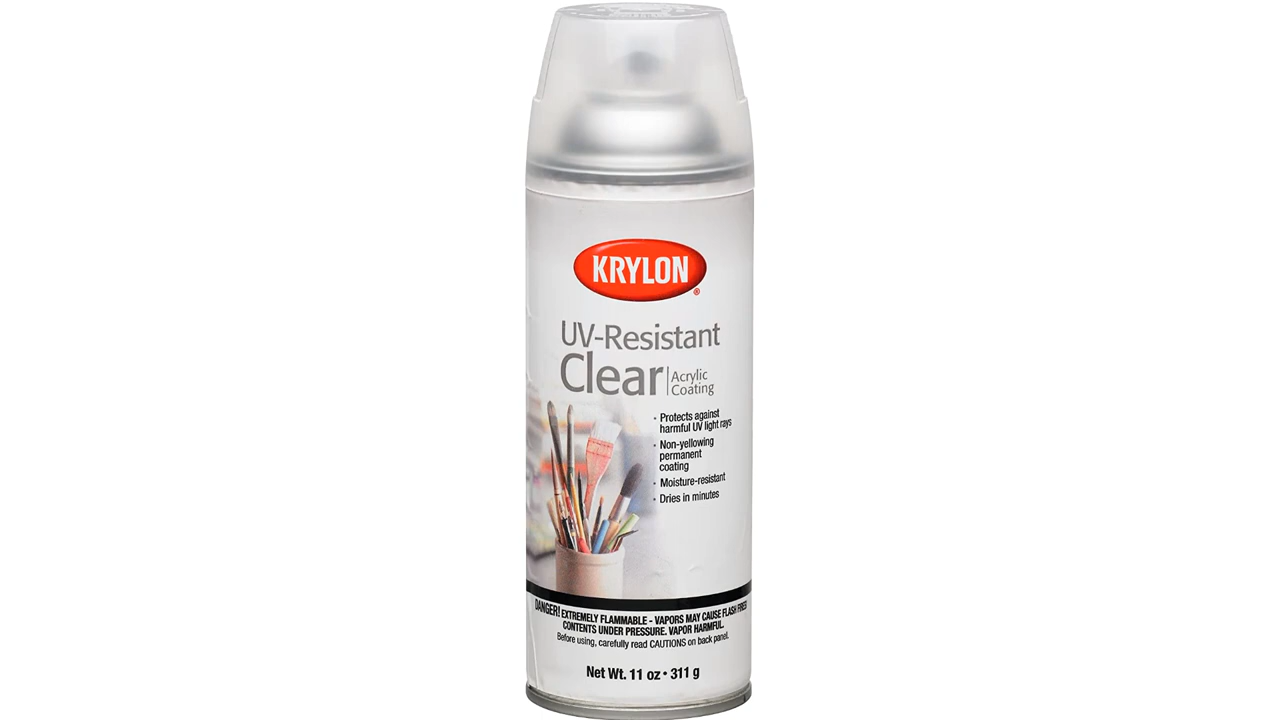 KRYLON®
UV-Resistant
Clear
Acrylic
Coating
• Protects against
harmful UV light rays
• Non-yellowing
permanent
coating
• Moisture-resistant
• Dries in minutes
DANGER! EXTREMELY FLAMMABLE - VAPORS MAY CAUSE FLASH FIRES
CONTENTS UNDER PRESSURE. VAPOR HARMFUL.
Before using, carefully read CAUTIONS on back panel.
Net Wt. 11 oz • 311 g